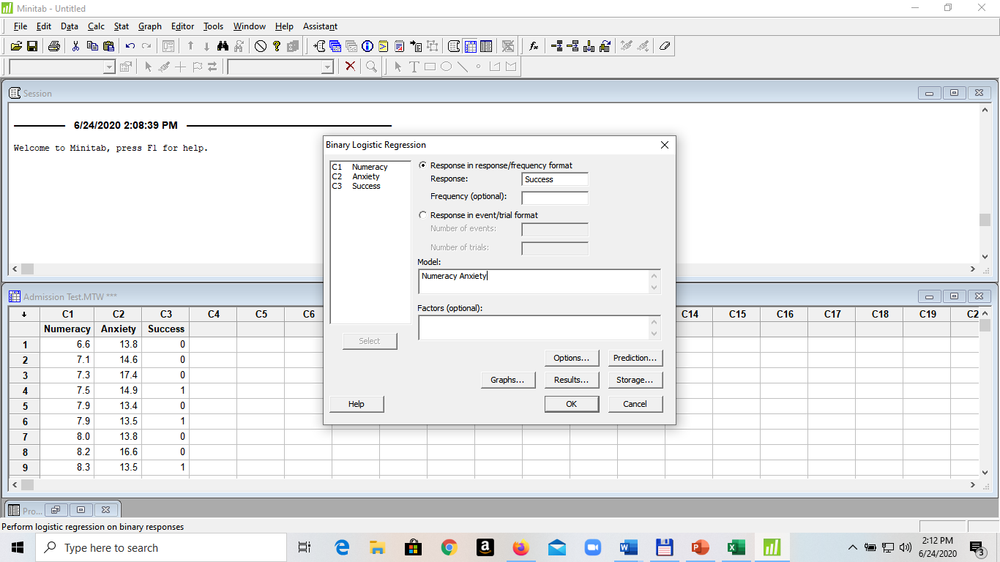 Minitab - Untitled
File Edit Data Calc Stat Graph Editor Tools Window Help Assistant
Session
6/24/2020 2:08:39 PM
Welcome to Minitab, press F1 for help.
Binary Logistic Regression
C1 Numeracy
C2 Anxiety
C3 Success
Response in response/frequency format
Response: Success
Frequency (optional):
Response in event/trial format
Number of events:
Number of trials:
Model:
Numeracy Anxiety
Factors (optional):
Select
Options... Prediction...
Graphs... Results... Storage...
Help OK Cancel
Admission Test.MTW ***
C1 C2 C3 C4 C5 C6 C14 C15 C16 C17 C18 C19 C2
Numeracy Anxiety Success
1 6.6 13.8 0
2 7.1 14.6 0
3 7.3 17.4 0
4 7.5 14.9 1
5 7.9 13.4 0
6 7.9 13.5 1
7 8.0 13.8 0
8 8.2 16.6 0
9 8.3 13.5 1
Pro...
Perform logistic regression on binary responses
Type here to search
2:12 PM
6/24/2020
3